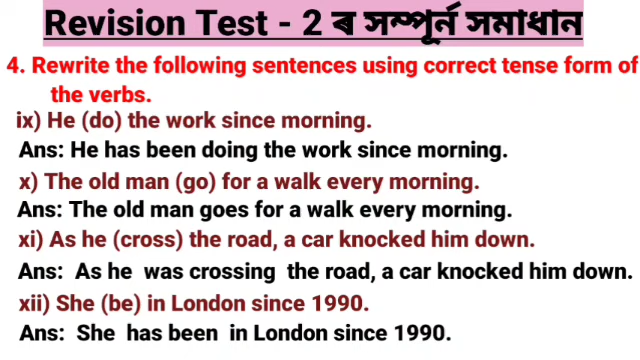 Revision Test - 2 ৰ সম্পূৰ্ন সমাধান
4. Rewrite the following sentences using correct tense form of
the verbs.
ix) He (do) the work since morning.
Ans: He has been doing the work since morning.
x) The old man (go) for a walk every morning.
Ans: The old man goes for a walk every morning.
xi) As he (cross) the road, a car knocked him down.
Ans: As he was crossing the road, a car knocked him down.
xii) She (be) in London since 1990.
Ans: She has been in London since 1990.